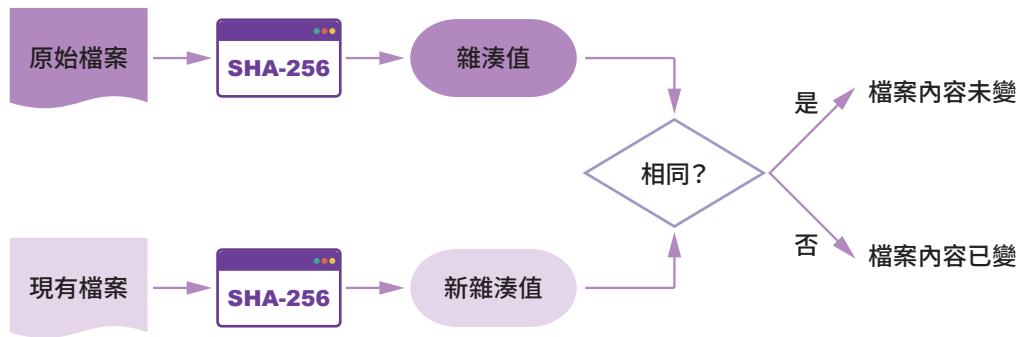 原始檔案
SHA-256
雜湊值
相同？
是
檔案內容未變
否
檔案內容已變
現有檔案
SHA-256
新雜湊值